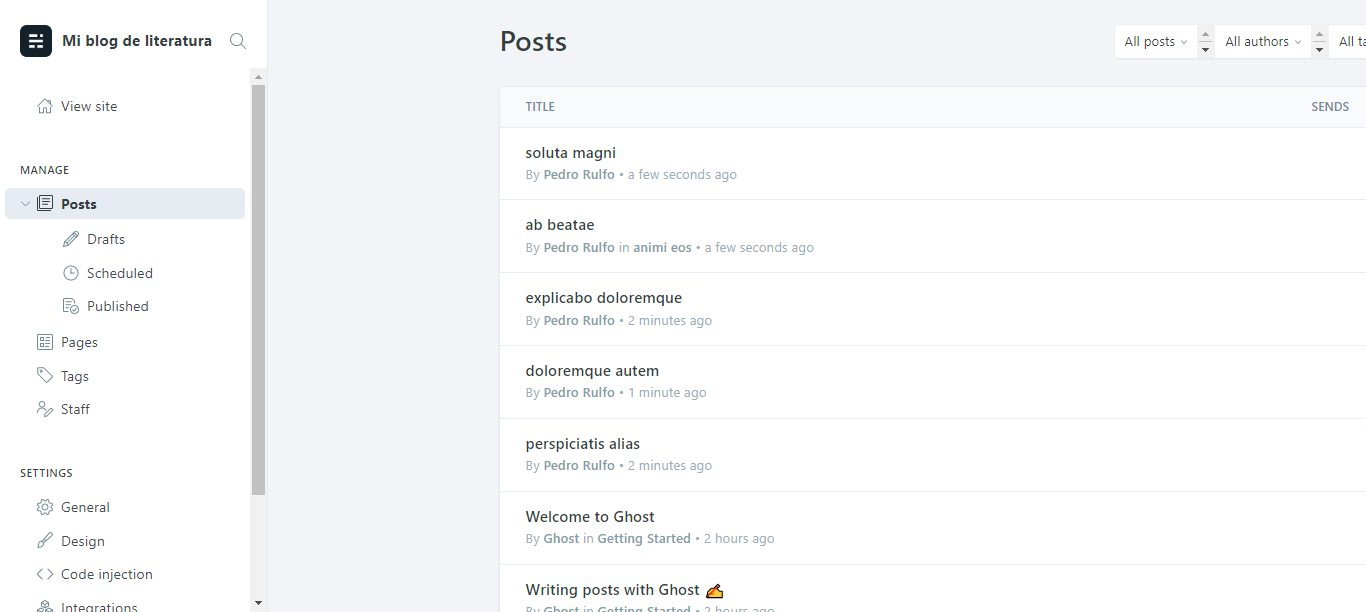 Mi blog de literatura
View site
MANAGE
Posts
Drafts
Scheduled
Published
Pages
Tags
Staff
SETTINGS
General
Design
Code injection
Integrations
Posts
All posts
All authors
All ta
TITLE
SENDS
soluta magni
By Pedro Rulfo • a few seconds ago
ab beatae
By Pedro Rulfo in animi eos • a few seconds ago
explicabo doloremque
By Pedro Rulfo • 2 minutes ago
doloremque autem
By Pedro Rulfo • 1 minute ago
perspiciatis alias
By Pedro Rulfo • 2 minutes ago
Welcome to Ghost
By Ghost in Getting Started • 2 hours ago
Writing posts with Ghost ✍️
By Ghost in Getting Started • 2 hours ago